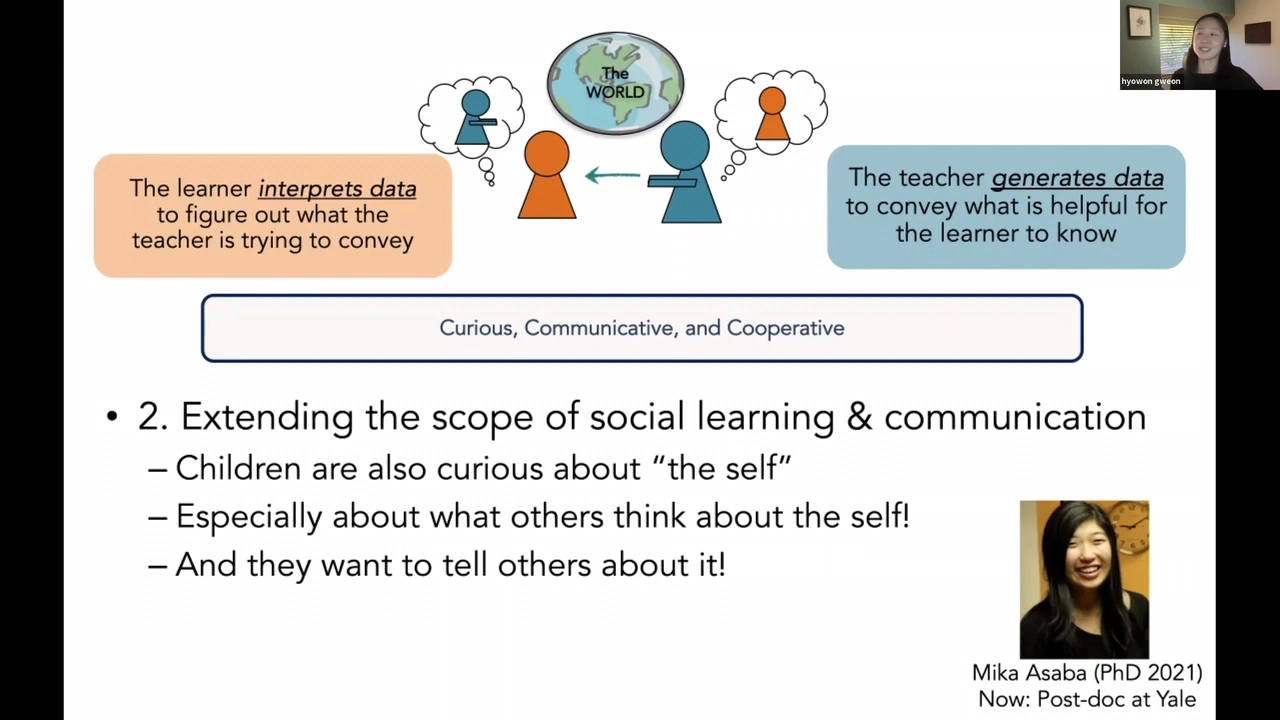 The
WORLD
hyowon gweon
The learner interprets data
to figure out what the
teacher is trying to convey
The teacher generates data
to convey what is helpful for
the learner to know
Curious, Communicative, and Cooperative
• 2. Extending the scope of social learning & communication
– Children are also curious about “the self”
– Especially about what others think about the self!
– And they want to tell others about it!
Mika Asaba (PhD 2021)
Now: Post-doc at Yale